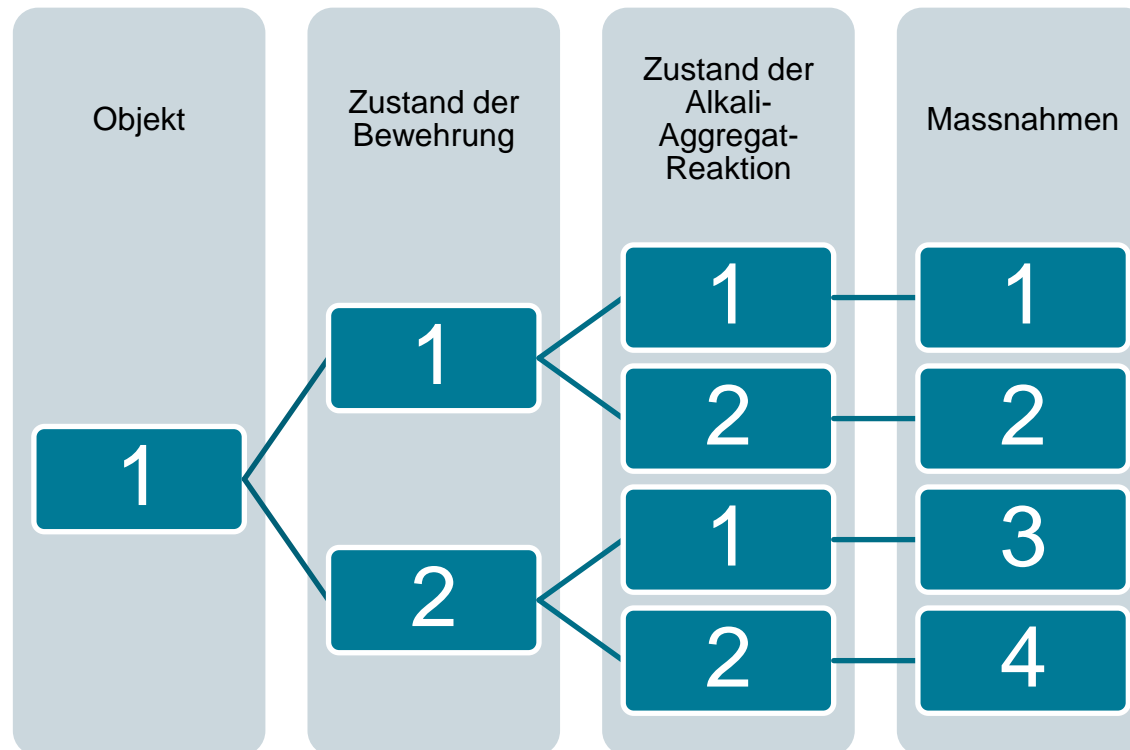 Objekt
Zustand der
Bewehrung
Zustand der
Alkali-
Aggregat-
Reaktion
Massnahmen
1
1
2
1
2
1
2
1
2
3
4